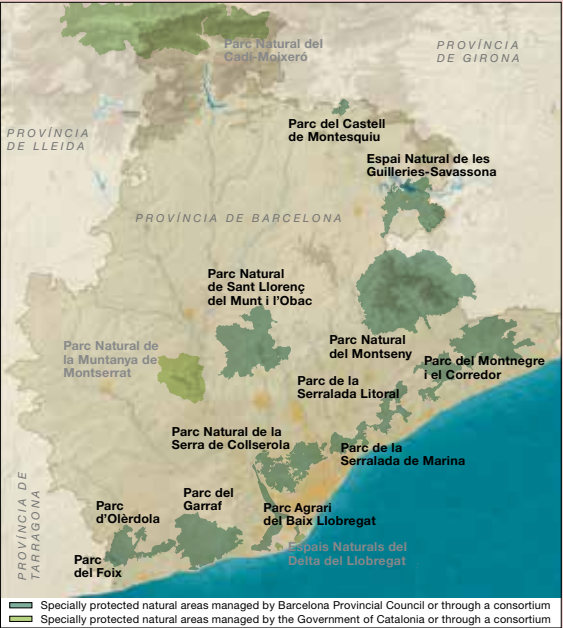 Parc Natural del
Cadí-Moixeró
PROVÍNCIA
DE GIRONA
PROVÍNCIA
DE LLEIDA
Parc del Castell
de Montesquiu
Espai Natural de les
Guilleries-Savassona
PROVÍNCIA DE BARCELONA
Parc Natural
de Sant Llorenç
del Munt i l'Obac
Parc Natural de
la Muntanya de
Montserrat
Parc Natural
del Montseny
Parc del Montnegre
i el Corredor
Parc de la
Serralada Litoral
Parc Natural de la
Serra de Collserola
Parc de la
Serralada de Marina
PROVÍNCIA DE
TARRAGONA
Parc
d'Olèrdola
Parc del
Garraf
Parc Agrari
del Baix Llobregat
Espais Naturals del
Delta del Llobregat
Parc
del Foix
Specially protected natural areas managed by Barcelona Provincial Council or through a consortium
Specially protected natural areas managed by the Government of Catalonia or through a consortium